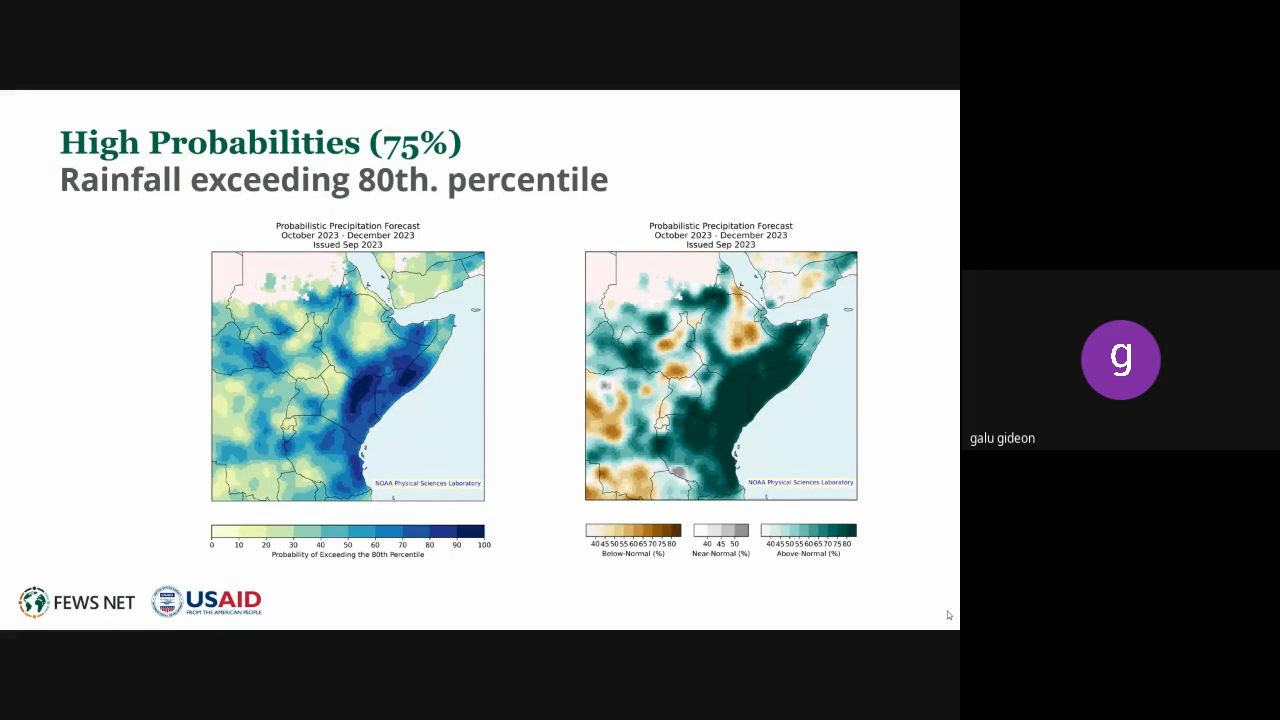 High Probabilities (75%)
Rainfall exceeding 80th. percentile
Probabilistic Precipitation Forecast
October 2023 - December 2023
Issued Sep 2023
NOAA Physical Sciences Laboratory
0 10 20 30 40 50 60 70 80 90 100
Probability of Exceeding the 80th Percentile
Probabilistic Precipitation Forecast
October 2023 - December 2023
Issued Sep 2023
NOAA Physical Sciences Laboratory
40 45 50 55 60 65 70 75 80
Below-Normal (%)
40 45 50
Near-Normal (%)
40 45 50 55 60 65 70 75 80
Above-Normal (%)
FEWS NET
USAID
FROM THE AMERICAN PEOPLE
g
galu gideon